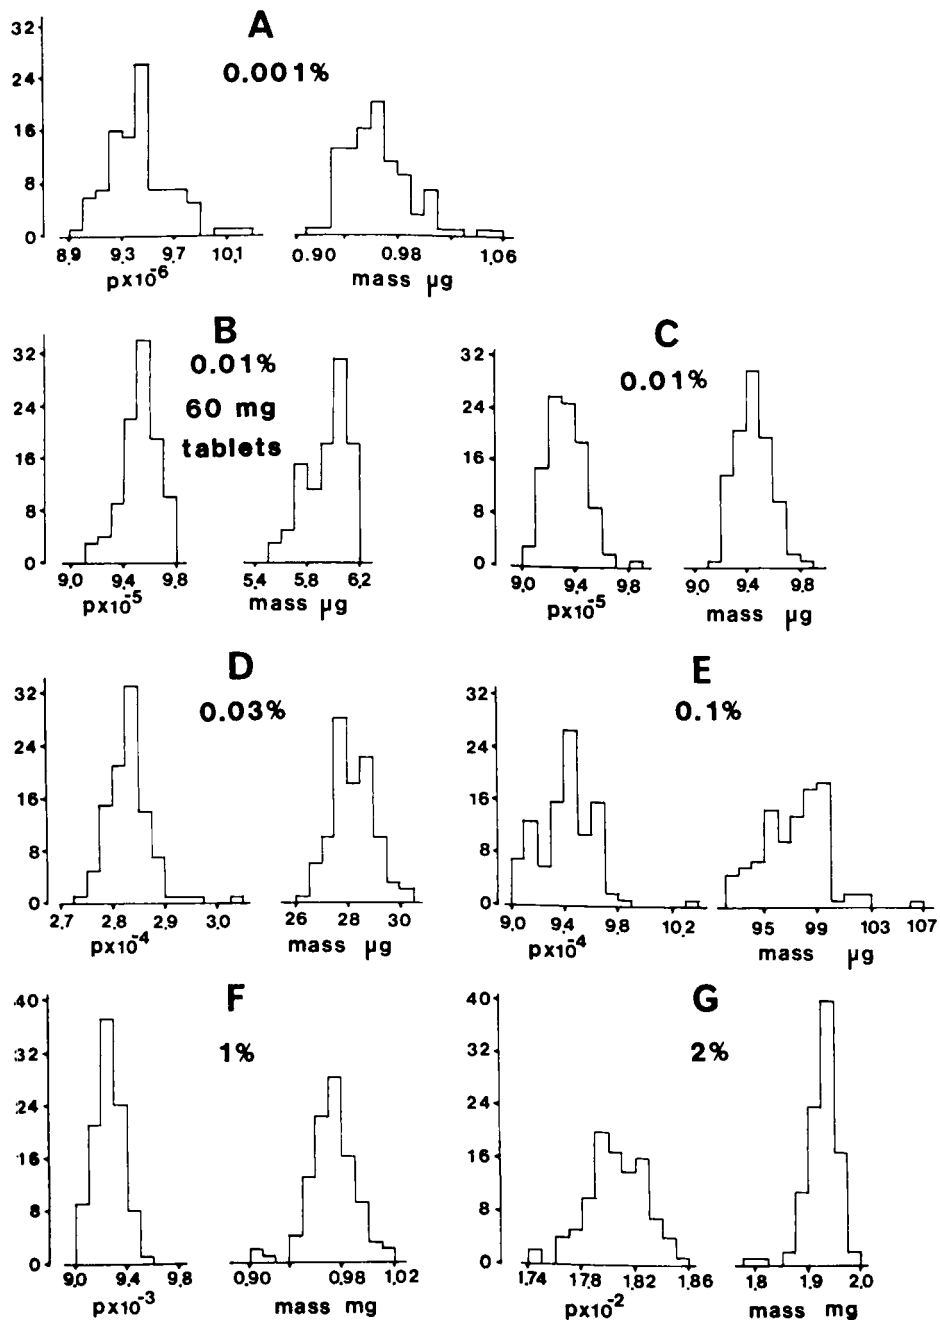 A
0.001%
32
24
16
8
0
8.9 9.3 9.7 10.1
px10-6
0.90 0.98 1.06
mass µg
B
0.01%
60 mg
tablets
32
24
16
8
0
9.0 9.4 9.8
px10-5
5.4 5.8 6.2
mass µg
C
0.01%
32
24
16
8
0
9.0 9.4 9.8
px10-5
9.0 9.4 9.8
mass µg
D
0.03%
32
24
16
8
0
2.7 2.8 2.9 3.0
px10-4
26 28 30
mass µg
E
0.1%
32
24
16
8
0
9.0 9.4 9.8 10.2
px10-4
95 99 103 107
mass µg
F
1%
40
32
24
16
8
0
9.0 9.4 9.8
px10-3
0.90 0.98 1.02
mass mg
G
2%
40
32
24
16
8
0
1.74 1.78 1.82 1.86
px10-2
1.8 1.9 2.0
mass mg